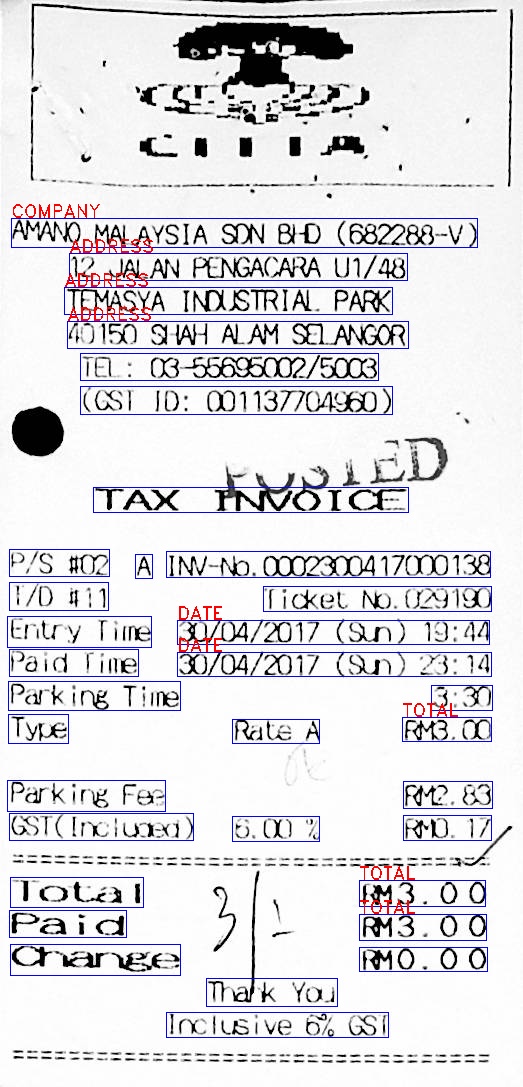 COMPANY
AMANO MALAYSIA SDN BHD (682288-V)
ADDRESS
12 JALAN PENGACARA U1/48
ADDRESS
TEMASYA INDUSTRIAL PARK
ADDRESS
40150 SHAH ALAM SELANGOR
TEL: 03-55695002/5003
(GST ID: 001137704960)
POSTED
TAX INVOICE
P/S #02 A INV-No.0002300417000138
T/D #11 Ticket No.029190
DATE
Entry Time 30/04/2017 (Sun) 19:44
DATE
Paid Time 30/04/2017 (Sun) 23:14
Parking Time 3:30
TOTAL
Type Rate A RM3.00
Parking Fee RM2.83
GST(Included) 6.00 % RM0.17
TOTAL
Total RM3.00
TOTAL
Paid RM3.00
Change RM0.00
3/1
Thank You
Inclusive 6% GST